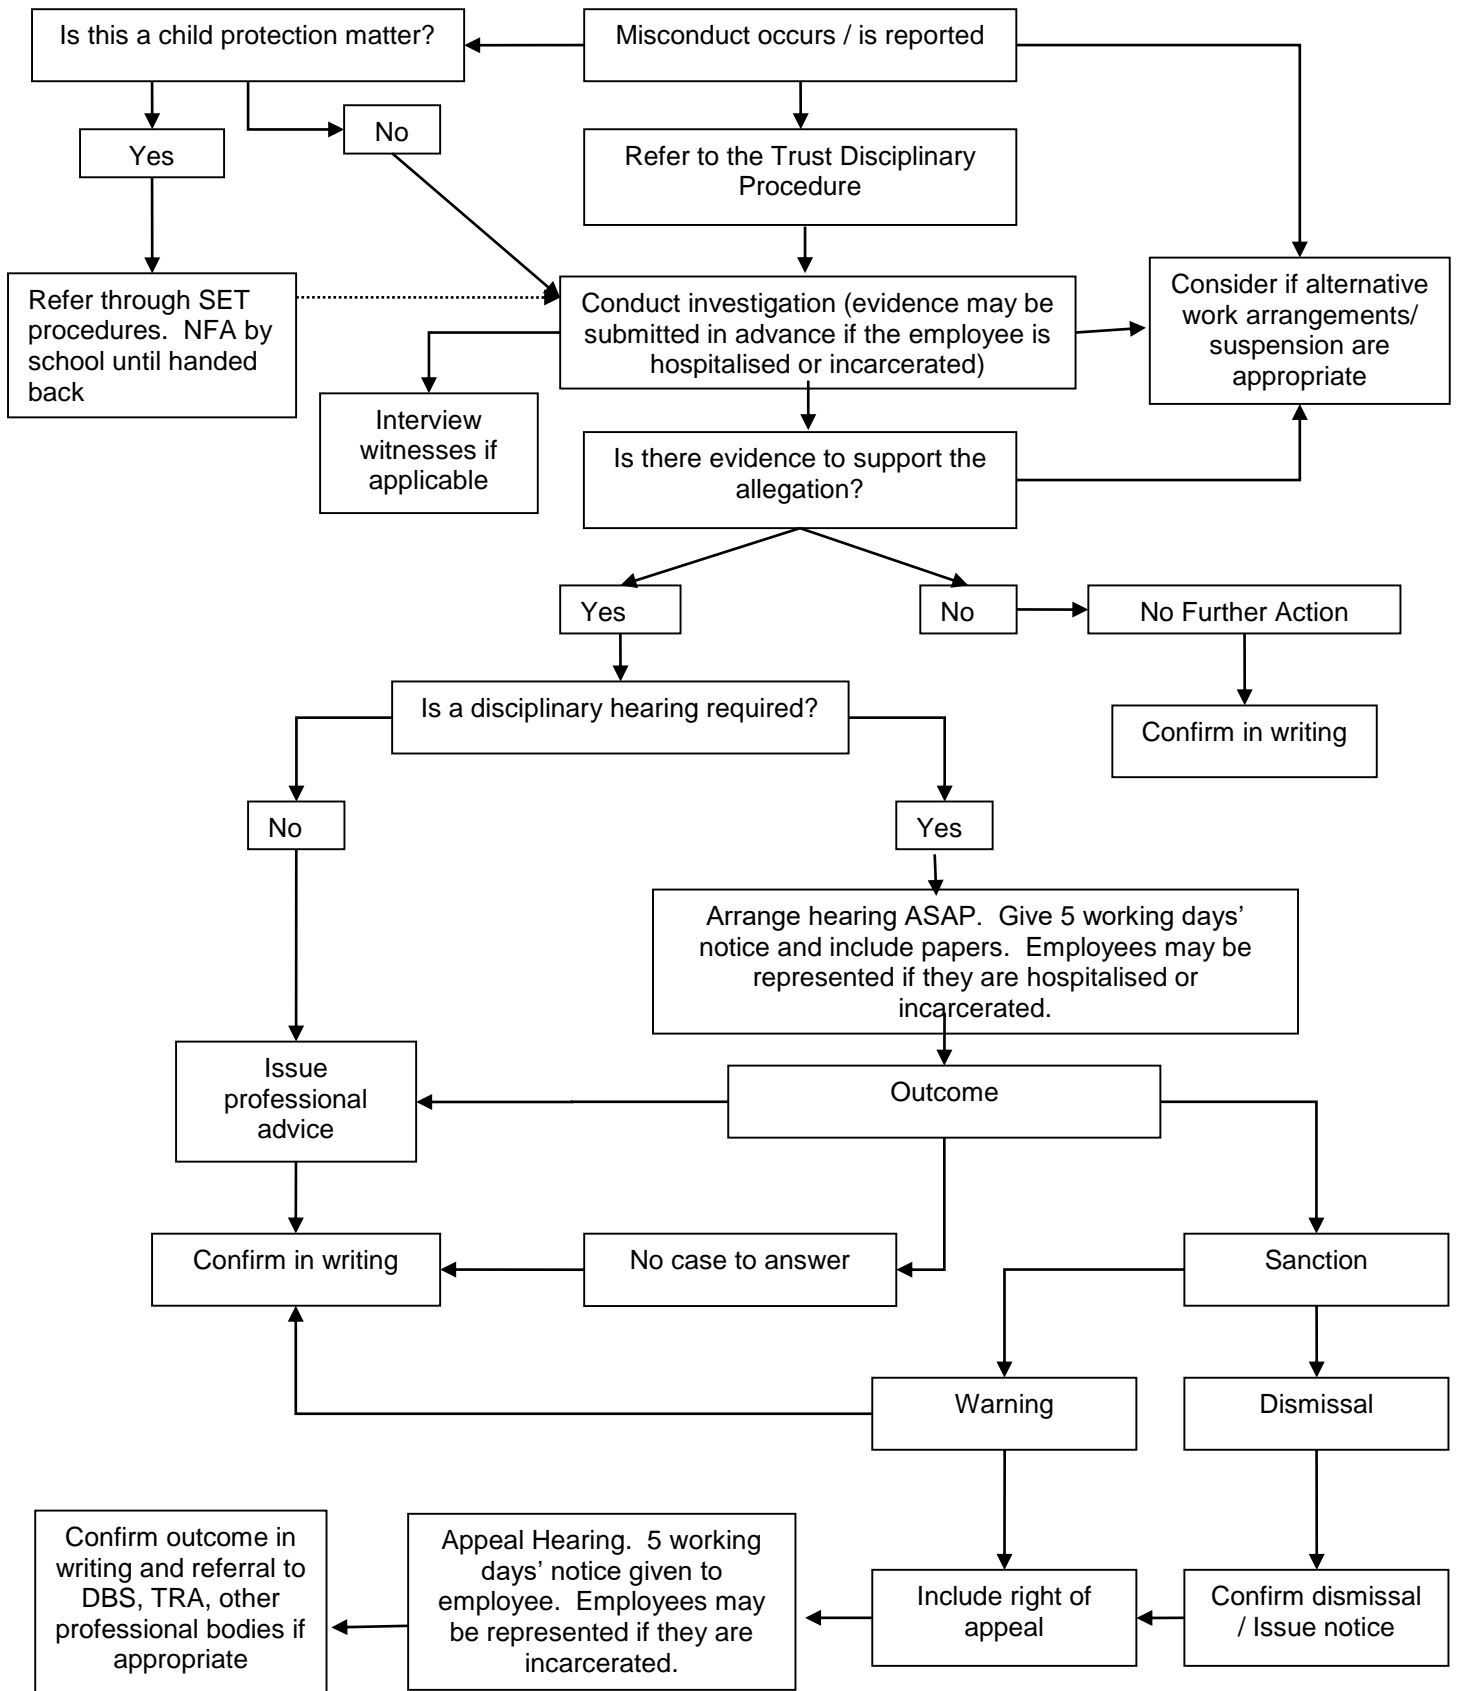 Is this a child protection matter?
Misconduct occurs / is reported
No
Yes
Refer to the Trust Disciplinary
Procedure
Refer through SET
procedures.  NFA by
school until handed
back
Conduct investigation (evidence may be
submitted in advance if the employee is
hospitalised or incarcerated)
Consider if alternative
work arrangements/
suspension are
appropriate
Interview
witnesses if
applicable
Is there evidence to support the
allegation?
Yes
No
No Further Action
Is a disciplinary hearing required?
Confirm in writing
No
Yes
Arrange hearing ASAP.  Give 5 working days’
notice and include papers.  Employees may be
represented if they are hospitalised or
incarcerated.
Issue
professional
advice
Outcome
Confirm in writing
No case to answer
Sanction
Warning
Dismissal
Confirm outcome in
writing and referral to
DBS, TRA, other
professional bodies if
appropriate
Appeal Hearing.  5 working
days’ notice given to
employee.  Employees may
be represented if they are
incarcerated.
Include right of
appeal
Confirm dismissal
/ Issue notice